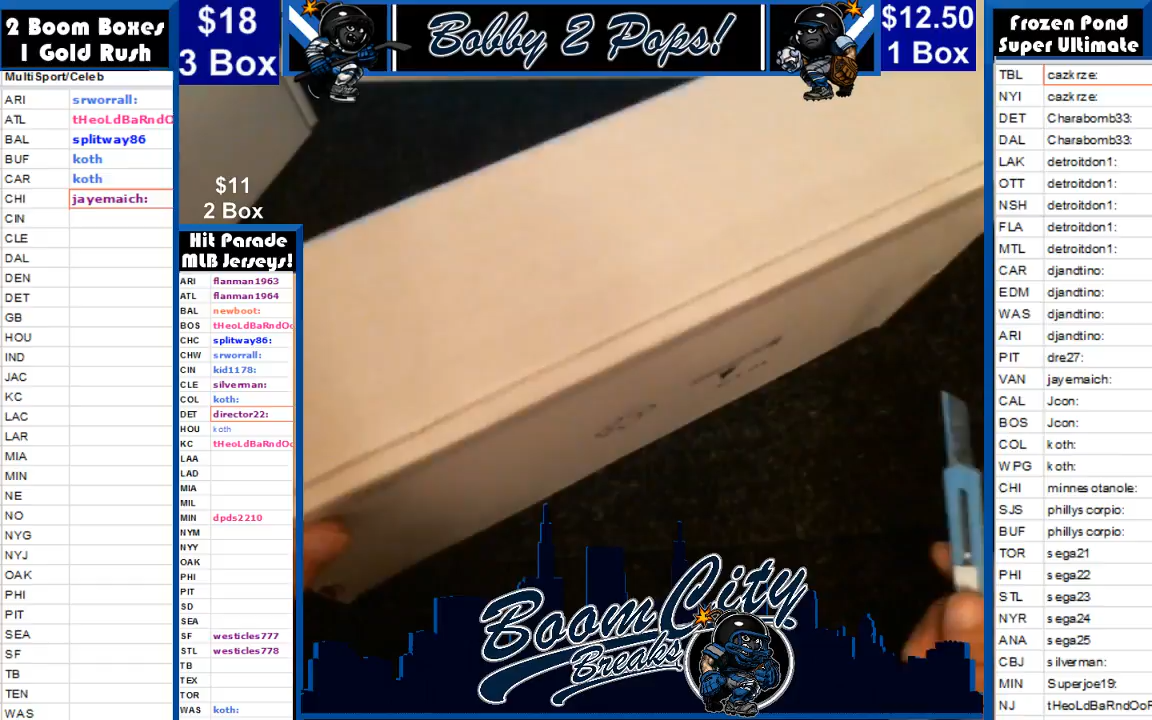 2 Boom Boxes
1 Gold Rush
MultiSport/Celeb
ARI srworrall:
ATL tHeoLdBaRndO
BAL splitway86
BUF koth
CAR koth
CHI jayemaich:
CIN
CLE
DAL
DEN
DET
GB
HOU
IND
JAC
KC
LAC
LAR
MIA
MIN
NE
NO
NYG
NYJ
OAK
PHI
PIT
SEA
SF
TB
TEN
WAS
$18
3 Box
$11
2 Box
Hit Parade
MLB Jerseys!
ARI flanman1963
ATL flanman1964
BAL newboot:
BOS tHeoLdBaRndOo
CHC splitway86:
CHW srworrall:
CIN kid1178:
CLE silverman:
COL koth:
DET director22:
HOU koth
KC tHeoLdBaRndOo
LAA
LAD
MIA
MIL
MIN dpds2210
NYM
NYY
OAK
PHI
PIT
SD
SEA
SF westicles777
STL westicles778
TB
TEX
TOR
WAS koth:
Bobby 2 Pops!
$12.50
1 Box
Boom City
Breaks
Frozen Pond
Super Ultimate
TBL cazkrze:
NYI cazkrze:
DET Charabomb33:
DAL Charabomb33:
LAK detroitdon1:
OTT detroitdon1:
NSH detroitdon1:
FLA detroitdon1:
MTL detroitdon1:
CAR djandtino:
EDM djandtino:
WAS djandtino:
ARI djandtino:
PIT dre27:
VAN jayemaich:
CAL Jcon:
BOS Jcon:
COL koth:
WPG koth:
CHI minnesotanole:
SJS phillyscorpio:
BUF phillyscorpio:
TOR sega21
PHI sega22
STL sega23
NYR sega24
ANA sega25
CBJ silverman:
MIN Superjoe19:
NJ tHeoLdBaRndOoF